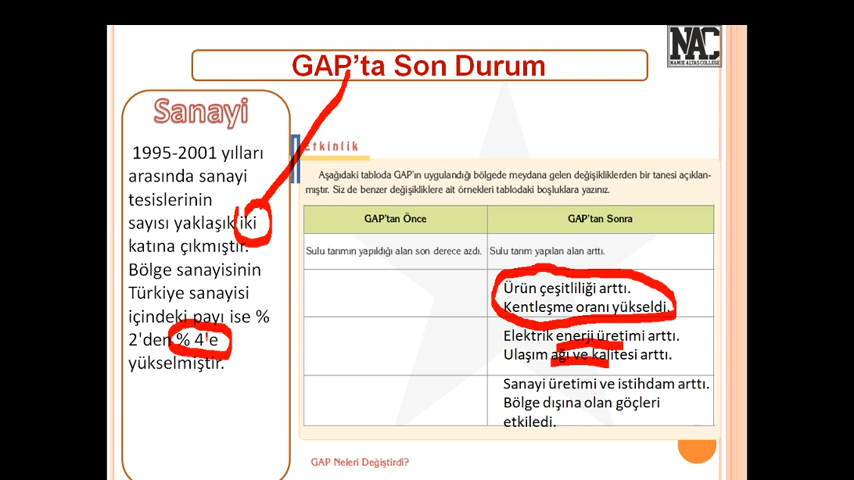 NAC
NAMIK ALTAŞ COLLEGE
GAP'ta Son Durum
Sanayi
1995-2001 yılları
arasında sanayi
tesislerinin
sayısı yaklaşık iki
katına çıkmıştır.
Bölge sanayisinin
Türkiye sanayisi
içindeki payı ise %
2'den % 4'e
yükselmiştir.
Etkinlik
Aşağıdaki tabloda GAP'ın uygulandığı bölgede meydana gelen değişikliklerden bir tanesi açıklan-
mıştır. Siz de benzer değişikliklere ait örnekleri tablodaki boşluklara yazınız.
GAP'tan Önce GAP'tan Sonra
Sulu tarımın yapıldığı alan son derece azdı. Sulu tarım yapılan alan arttı.
Ürün çeşitliliği arttı.
Kentleşme oranı yükseldi.
Elektrik enerji üretimi arttı.
Ulaşım ağı ve kalitesi arttı.
Sanayi üretimi ve istihdam arttı.
Bölge dışına olan göçleri
etkiledi.
GAP Neleri Değiştirdi?